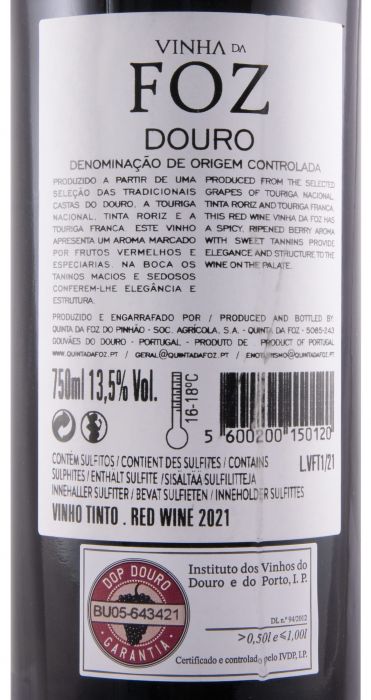 VINHA DA
FOZ
DOURO
DENOMINAÇÃO DE ORIGEM CONTROLADA
PRODUZIDO A PARTIR DE UMA
SELEÇÃO DAS TRADICIONAIS
CASTAS DO DOURO, A TOURIGA
NACIONAL, TINTA RORIZ E A
TOURIGA FRANCA. ESTE VINHO
APRESENTA UM AROMA MARCADO
POR FRUTOS VERMELHOS E
ESPECIARIAS. NA BOCA OS
TANINOS MACIOS E SEDOSOS
CONFEREM-LHE ELEGÂNCIA E
ESTRUTURA.
PRODUCED FROM THE SELECTED
GRAPES OF TOURIGA NACIONAL,
TINTA RORIZ AND TOURIGA FRANCA.
THIS RED WINE VINHA DA FOZ HAS
A SPICY, RIPENED BERRY AROMA
WITH SWEET TANNINS PROVIDE
ELEGANCE AND STRUCTURE TO THE
WINE ON THE PALATE.
PRODUZIDO E ENGARRAFADO POR / PRODUCED AND BOTTLED BY:
QUINTA DA FOZ DO PINHÃO - SOC. AGRÍCOLA, S.A. - QUINTA DA FOZ - 5085-243
GOUVÃES DO DOURO - PORTUGAL - PRODUTO DE PORTUGAL - PRODUCT OF PORTUGAL
WWW.QUINTADAFOZ.PT / GERAL@QUINTADAFOZ.PT / ENOTURISMO@QUINTADAFOZ.PT
750ml 13,5% Vol.
16-18ºC
5 600200 150120
L.VFT1/21
CONTÉM SULFITOS / CONTIENT DES SULFITES / CONTAINS
SULPHITES / ENTHALT SULFITE / SISÄLTÄÄ SULFIITTEJA
INNEHALLER SULFITER / BEVAT SULFIETEN / INNEHOLDER SULFITTES
VINHO TINTO . RED WINE 2021
DOP DOURO
BU05-643421
GARANTIA
Instituto dos Vinhos do
Douro e do Porto, I. P.
DL n.º 94/2012
>0,50l e ≤1,00l
Certificado e controlado pelo IVDP, I.P.